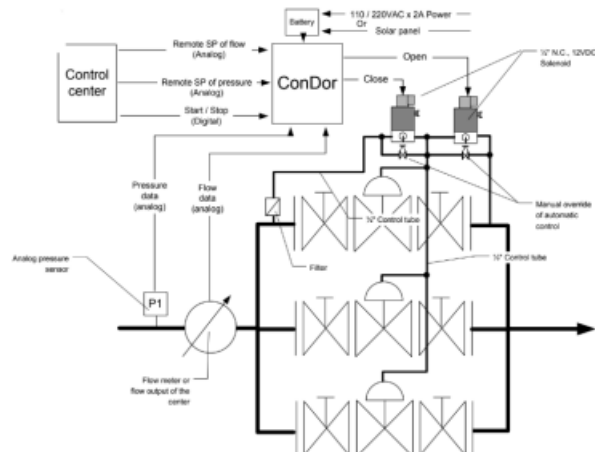 Battery
110 / 220VAC x 2A Power
Or
Solar panel
Control
center
Remote SP of flow
(Analog)
Remote SP of pressure
(Analog)
Start / Stop
(Digital)
ConDor
Open
Close
½" N.C., 12VDC
Solenoid
Pressure
data
(analog)
Flow
data
(analog)
Manual override
of automatic
control
½" Control tube
Filter
½" Control tube
Analog pressure
sensor
P1
Flow meter or
flow output of the
center